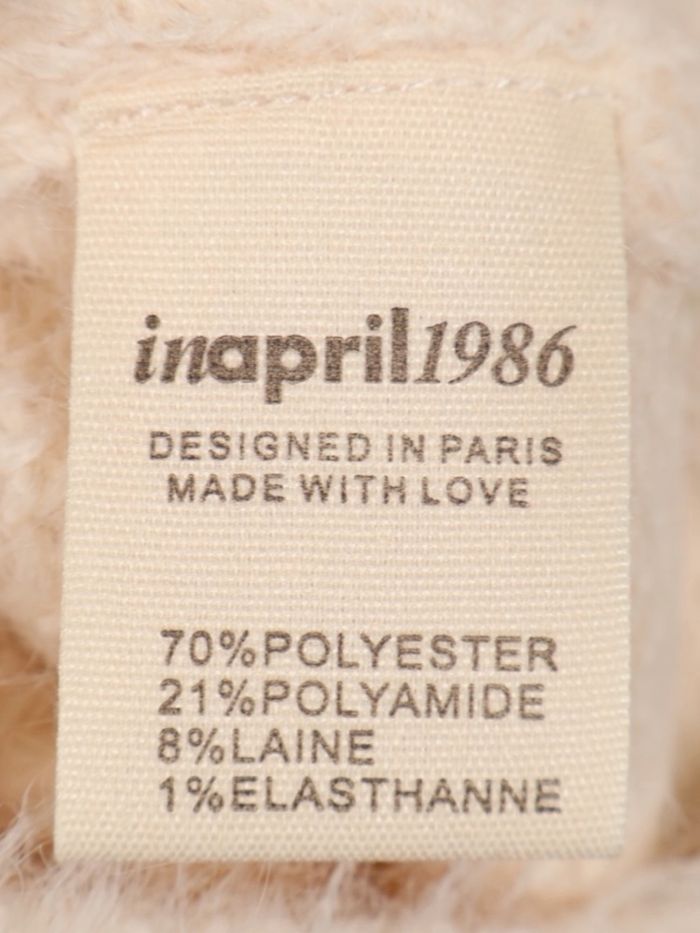 inapril1986
DESIGNED IN PARIS
MADE WITH LOVE
70%POLYESTER
21%POLYAMIDE
8%LAINE
1%ELASTHANNE